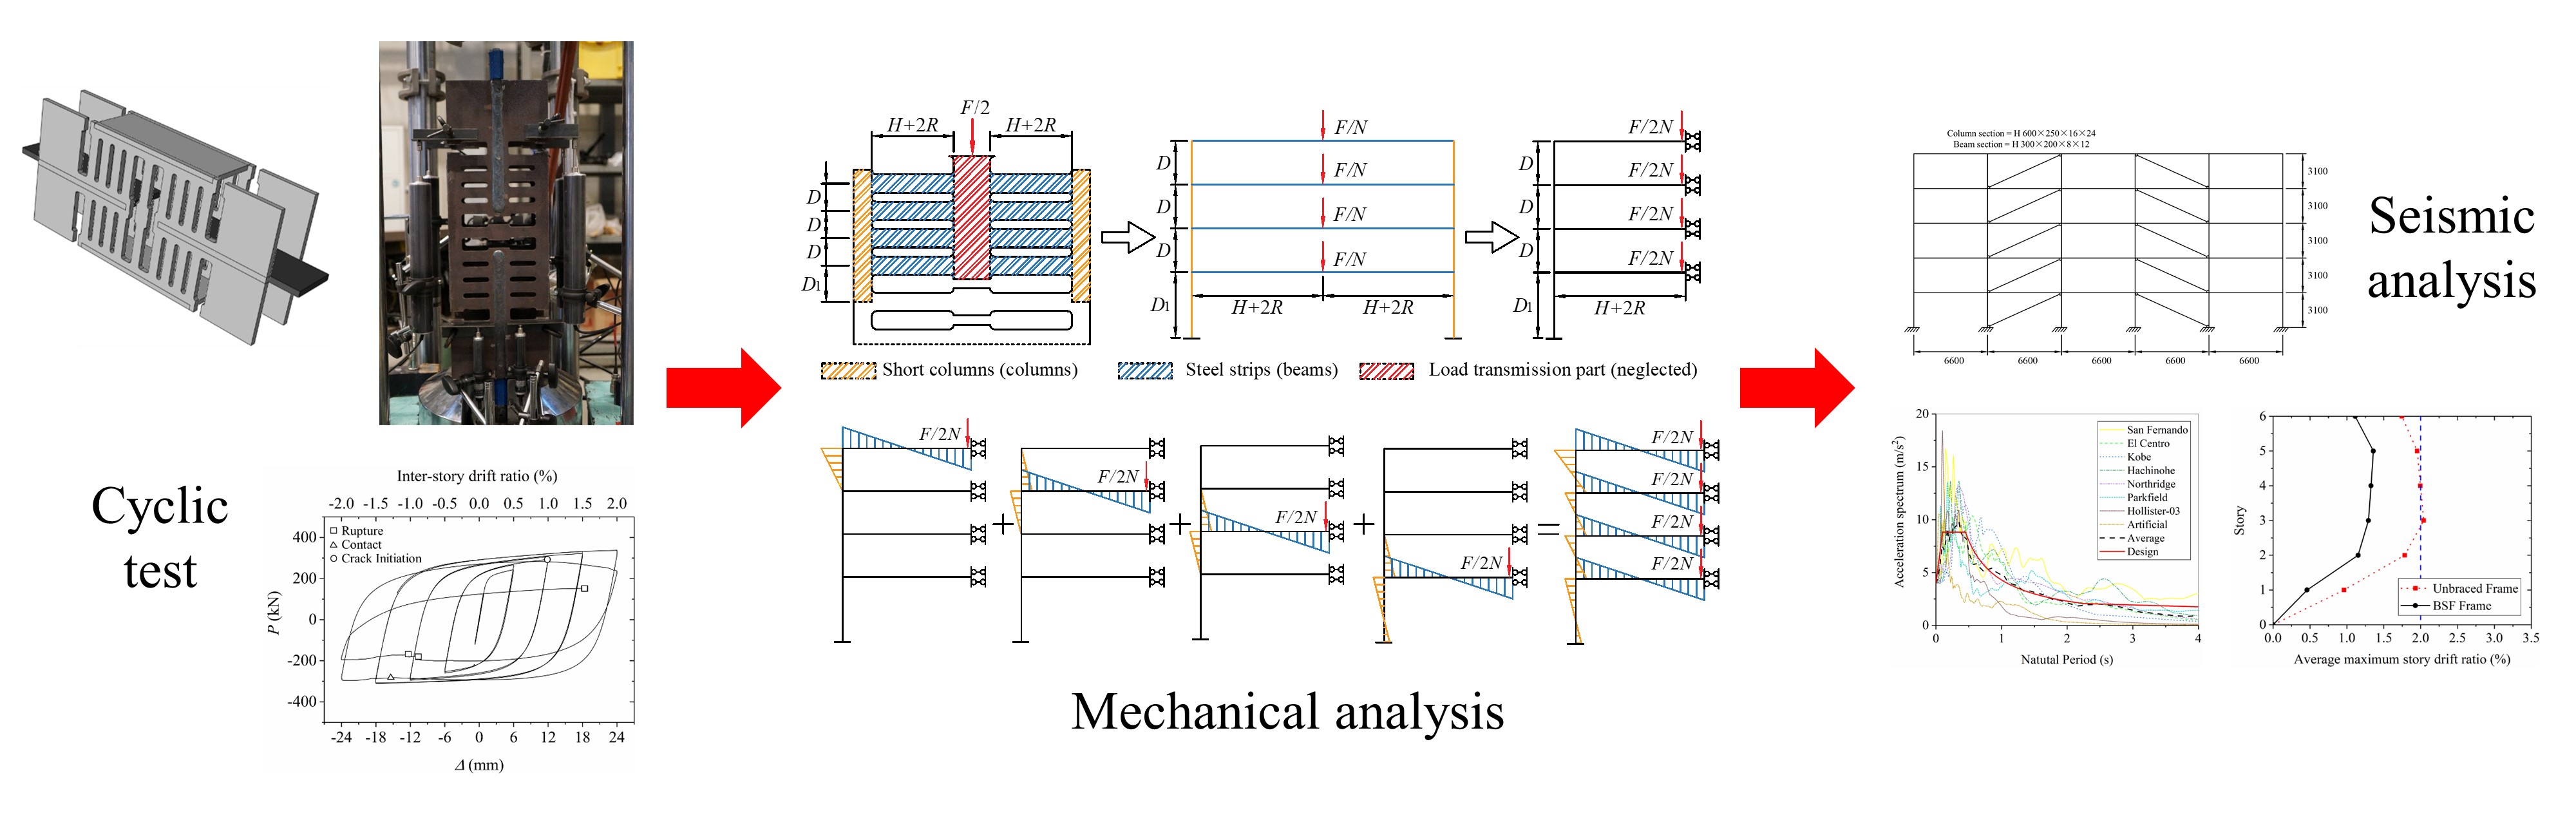 Cyclic
test
Inter-story drift ratio (%)
-2.0 -1.5 -1.0 -0.5 0.0 0.5 1.0 1.5 2.0
Rupture
Contact
Crack Initiation
400
200
0
-200
-400
P (kN)
-24 -18 -12 -6 0 6 12 18 24
Δ (mm)
F/2
H+2R H+2R
D
D
D
D1
F/N
F/N
F/N
F/N
D
D
D
D1
H+2R H+2R
F/2N
F/2N
F/2N
F/2N
D
D
D
D1
H+2R
Short columns (columns) Steel strips (beams) Load transmission part (neglected)
F/2N
+
F/2N
+
F/2N
+
F/2N
=
F/2N
F/2N
F/2N
F/2N
Mechanical analysis
Column section = H 600×250×16×24
Beam section = H 300×200×8×12
3100
3100
3100
3100
3100
6600 6600 6600 6600 6600
Seismic
analysis
Acceleration spectrum (m/s²)
20
15
10
5
0
0 1 2 3 4
Natutal Period (s)
San Fernando
El Centro
Kobe
Hachinohe
Northridge
Parkfield
Hollister-03
Artificial
Average
Design
Story
6
5
4
3
2
1
0
0.0 0.5 1.0 1.5 2.0 2.5 3.0 3.5
Average maximum story drift ratio (%)
Unbraced Frame
BSF Frame